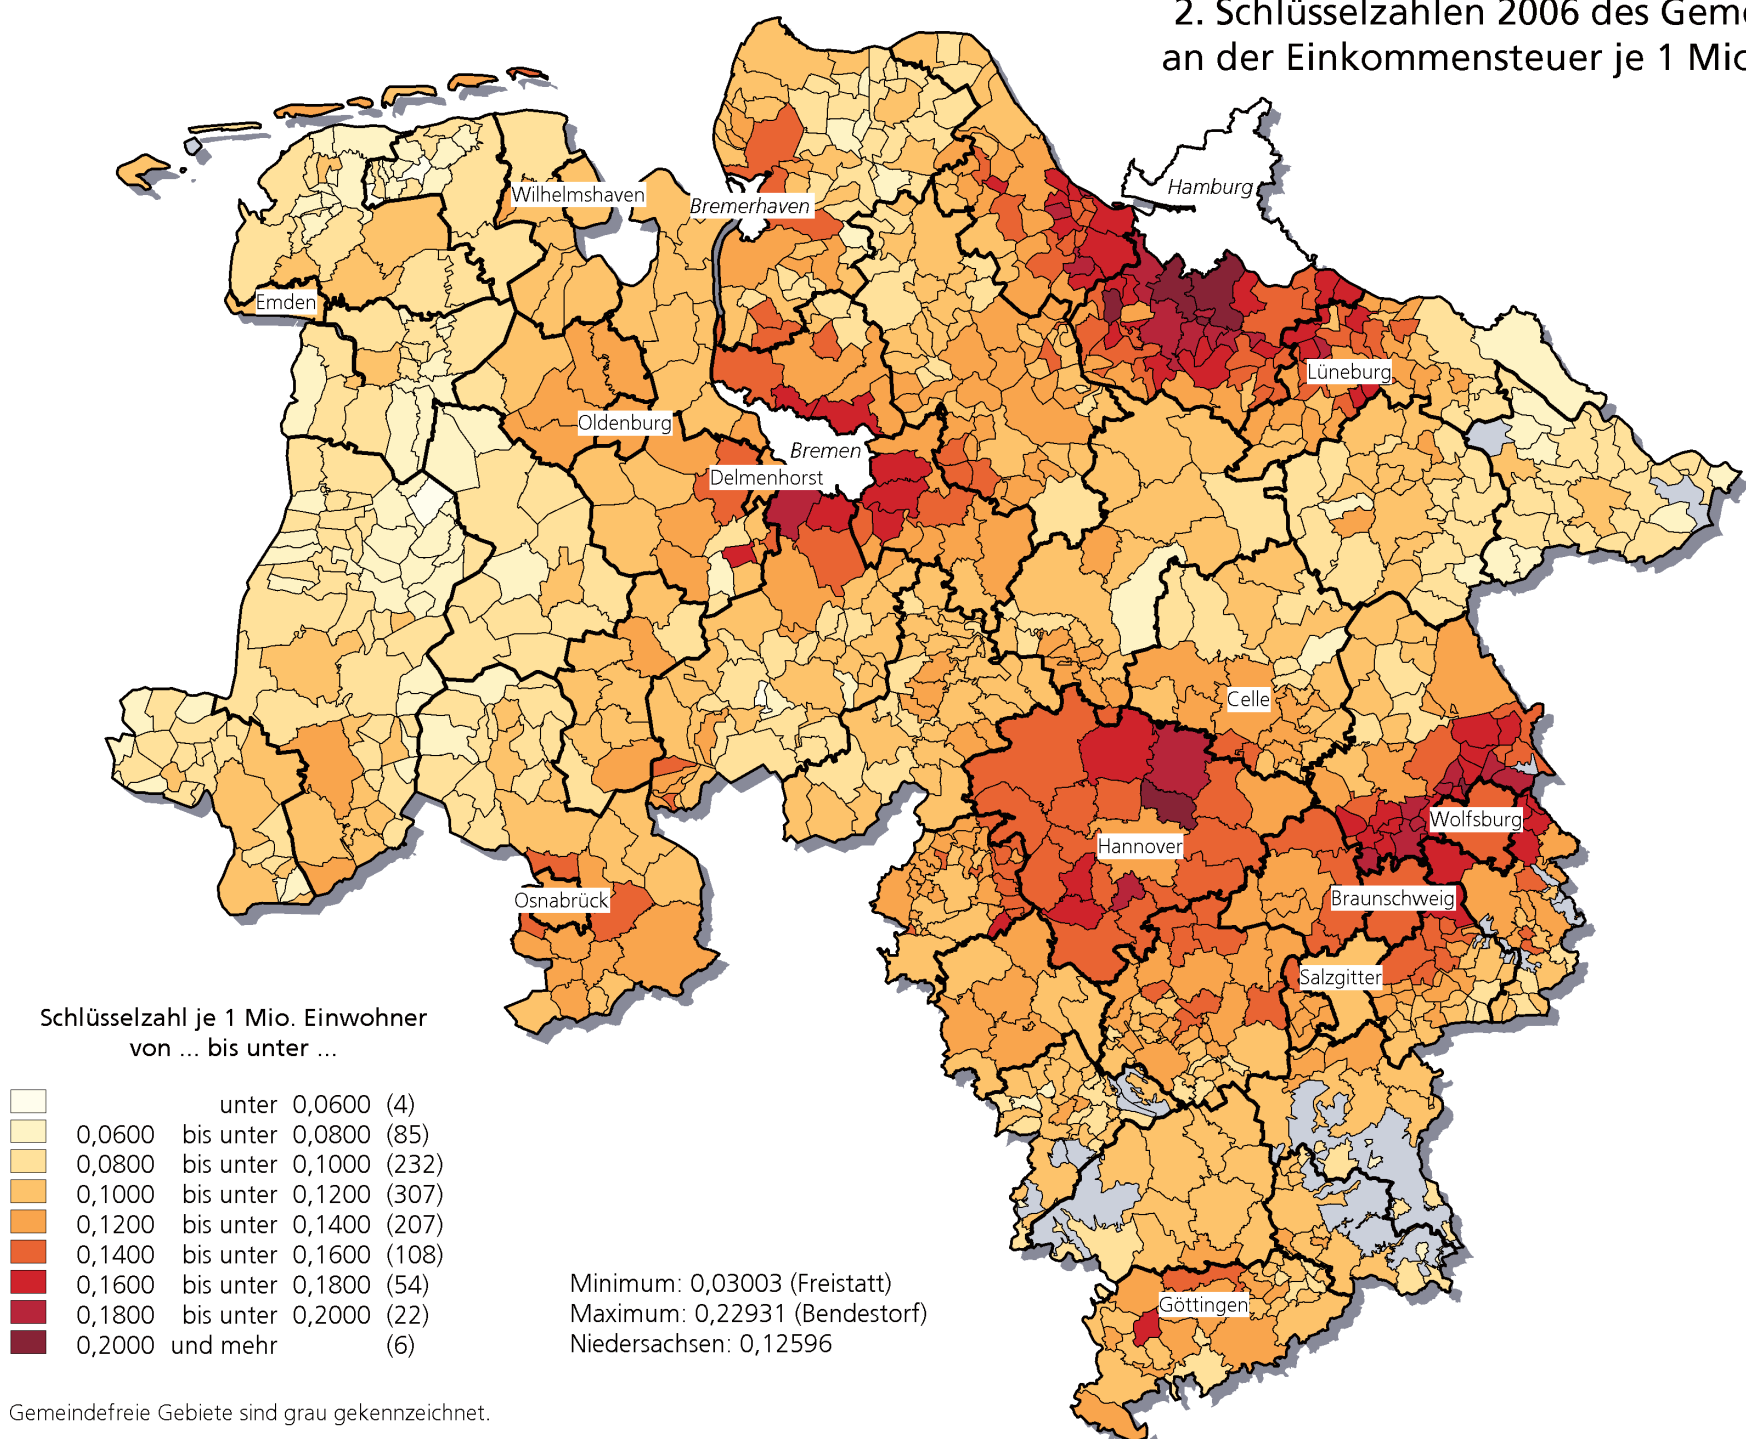 2. Schlüsselzahlen 2006 des Geme
an der Einkommensteuer je 1 Mio
Hamburg
Wilhelmshaven
Bremerhaven
Emden
Lüneburg
Oldenburg
Bremen
Delmenhorst
Celle
Wolfsburg
Hannover
Osnabrück
Braunschweig
Salzgitter
Göttingen
Schlüsselzahl je 1 Mio. Einwohner
von ... bis unter ...
unter 0,0600 (4)
0,0600 bis unter 0,0800 (85)
0,0800 bis unter 0,1000 (232)
0,1000 bis unter 0,1200 (307)
0,1200 bis unter 0,1400 (207)
0,1400 bis unter 0,1600 (108)
0,1600 bis unter 0,1800 (54)
0,1800 bis unter 0,2000 (22)
0,2000 und mehr (6)
Minimum: 0,03003 (Freistatt)
Maximum: 0,22931 (Bendestorf)
Niedersachsen: 0,12596
Gemeindefreie Gebiete sind grau gekennzeichnet.